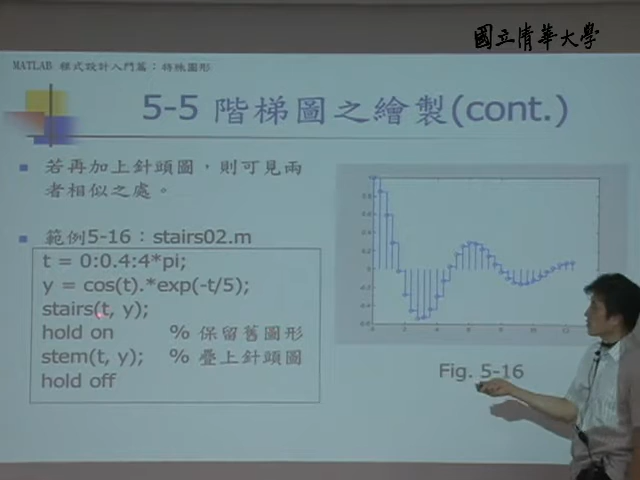 國立清華大學
MATLAB 程式設計入門篇：特殊圖形
5-5 階梯圖之繪製(cont.)
若再加上針頭圖，則可見兩
者相似之處。
範例5-16：stairs02.m
t = 0:0.4:4*pi;
y = cos(t).*exp(-t/5);
stairs(t, y);
hold on % 保留舊圖形
stem(t, y); % 疊上針頭圖
hold off
Fig. 5-16